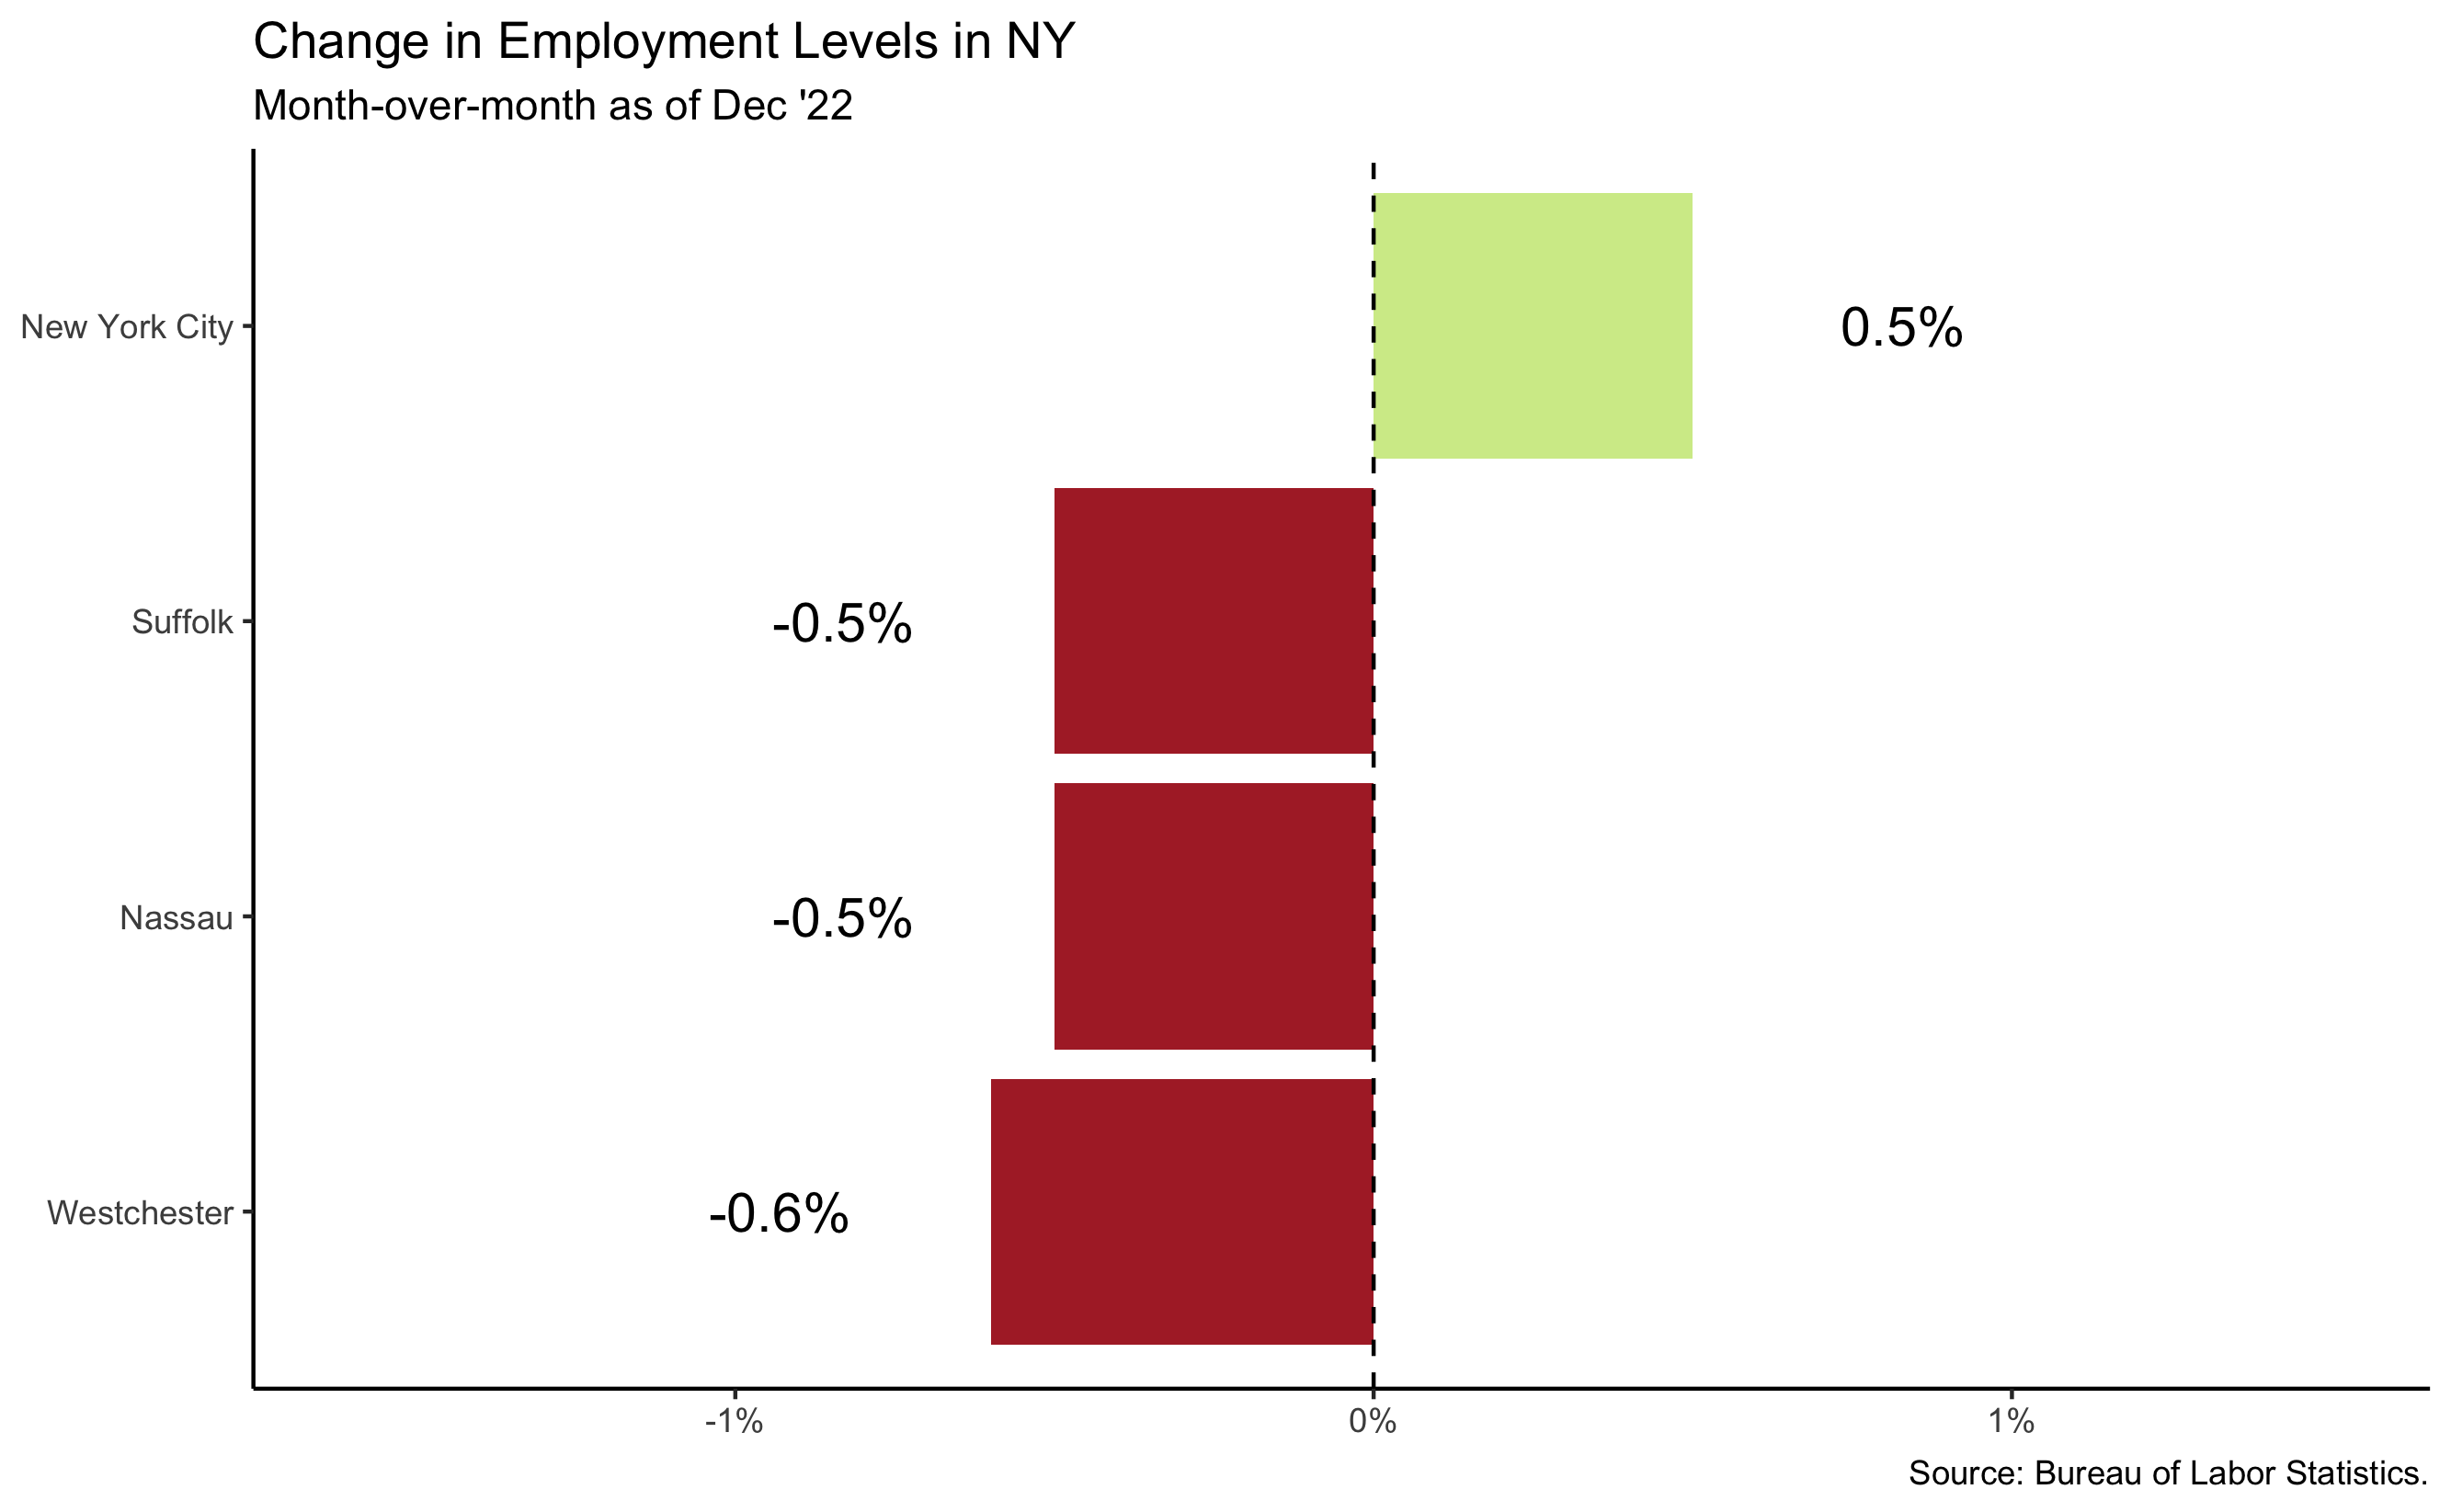 Change in Employment Levels in NY
Month-over-month as of Dec '22
New York City
0.5%
Suffolk
-0.5%
Nassau
-0.5%
Westchester
-0.6%
-1%
0%
1%
Source: Bureau of Labor Statistics.